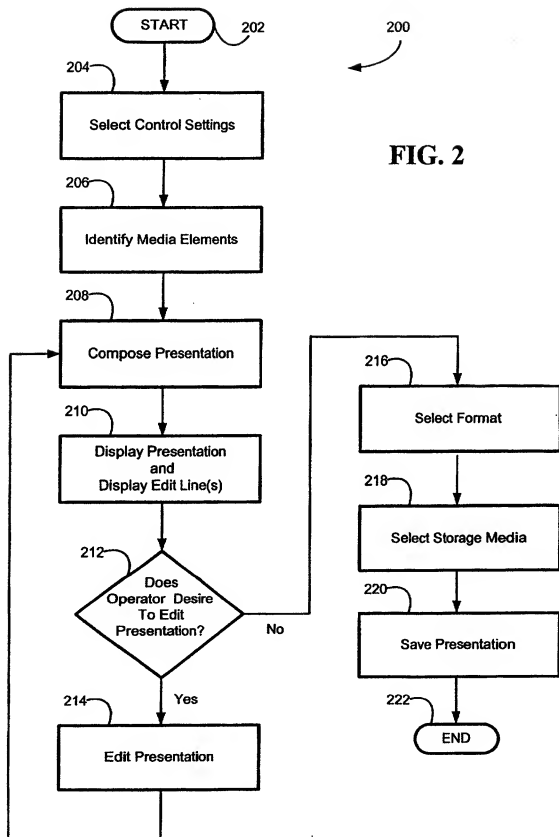 START
202
200
204
Select Control Settings
FIG. 2
206
Identify Media Elements
208
Compose Presentation
210
Display Presentation
and
Display Edit Line(s)
212
Does
Operator Desire
To Edit
Presentation?
No
Yes
214
Edit Presentation
216
Select Format
218
Select Storage Media
220
Save Presentation
222
END